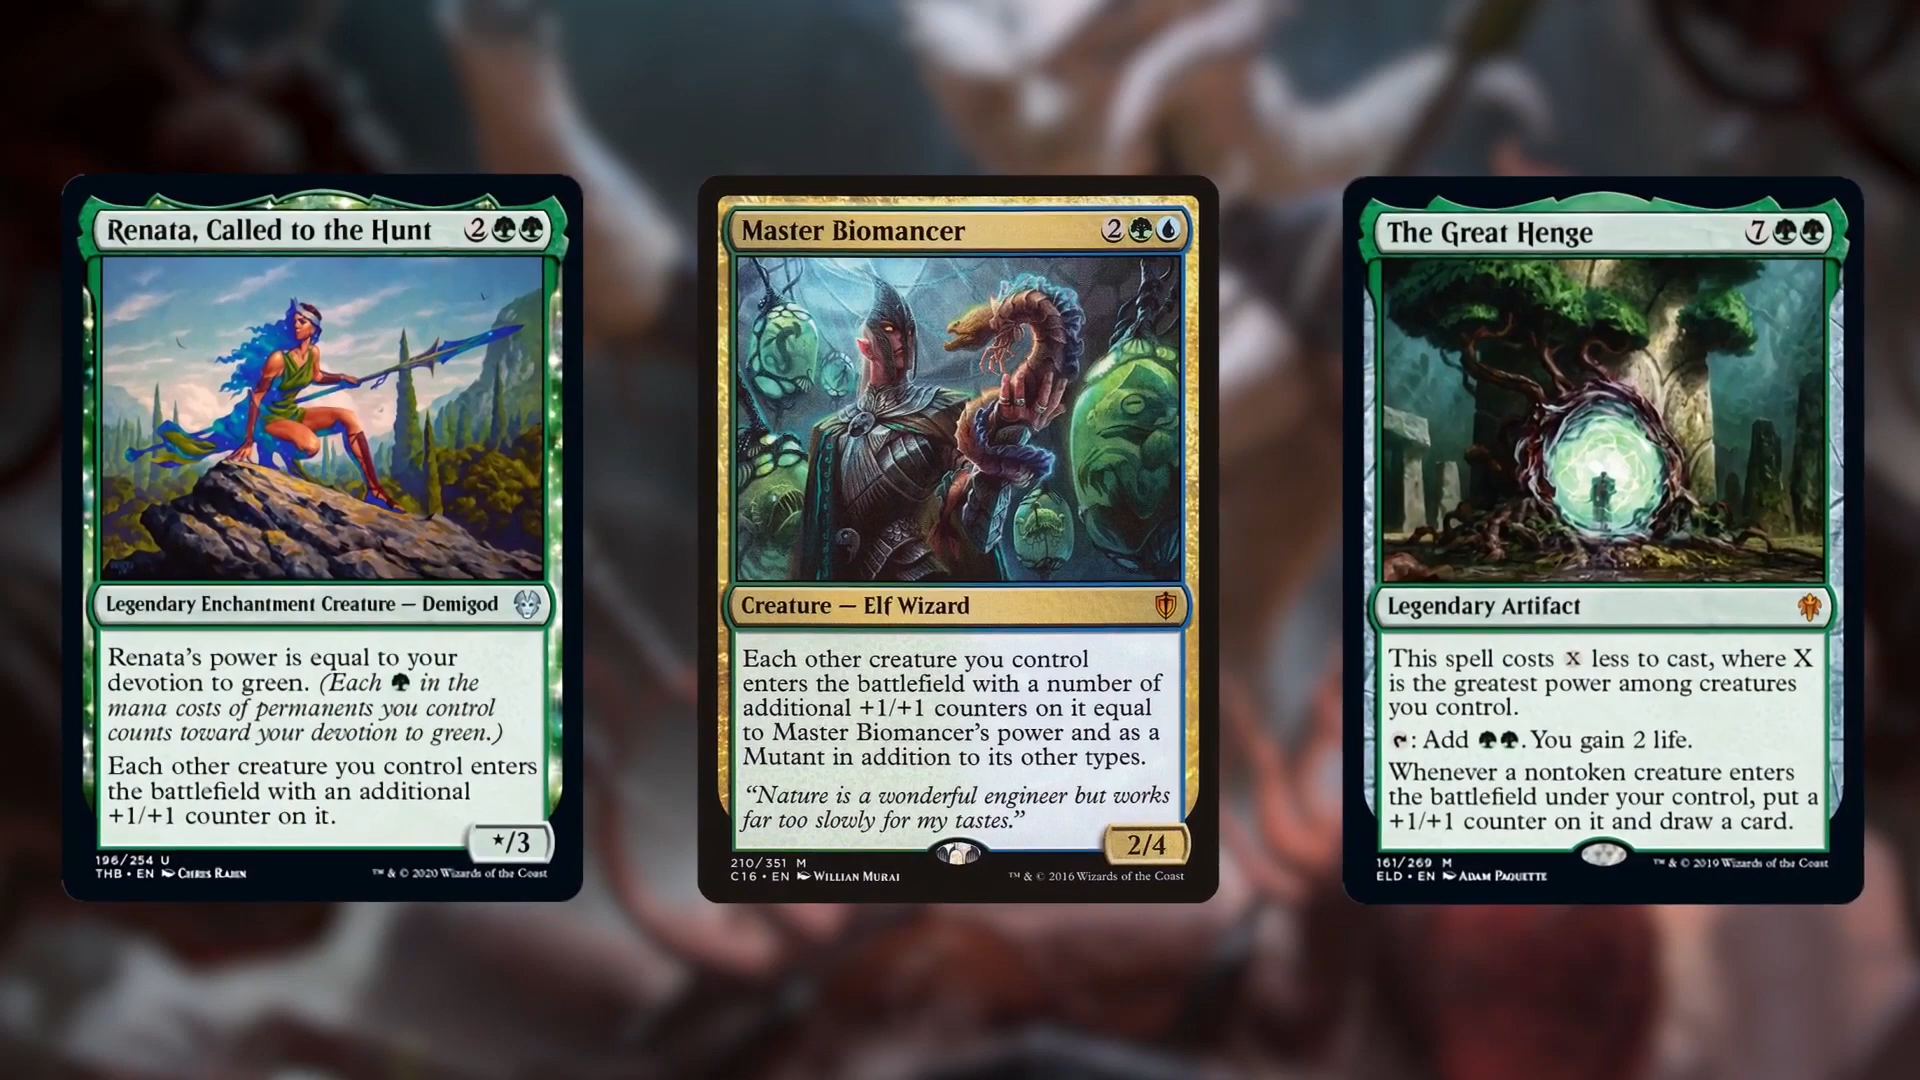 Renata, Called to the Hunt 2
Legendary Enchantment Creature — Demigod
Renata's power is equal to your
devotion to green. (Each in the
mana costs of permanents you control
counts toward your devotion to green.)
Each other creature you control enters
the battlefield with an additional
+1/+1 counter on it.
★/3
196/254 U
THB • EN Chris Rahn
™ & © 2020 Wizards of the Coast
Master Biomancer 2
Creature — Elf Wizard
Each other creature you control
enters the battlefield with a number of
additional +1/+1 counters on it equal
to Master Biomancer's power and as a
Mutant in addition to its other types.
"Nature is a wonderful engineer but works
far too slowly for my tastes."
2/4
210/351 M
C16 • EN Willian Murai
™ & © 2016 Wizards of the Coast
The Great Henge 7
Legendary Artifact
This spell costs X less to cast, where X
is the greatest power among creatures
you control.
: Add . You gain 2 life.
Whenever a nontoken creature enters
the battlefield under your control, put a
+1/+1 counter on it and draw a card.
161/269 M
ELD • EN Adam Paquette
™ & © 2019 Wizards of the Coast